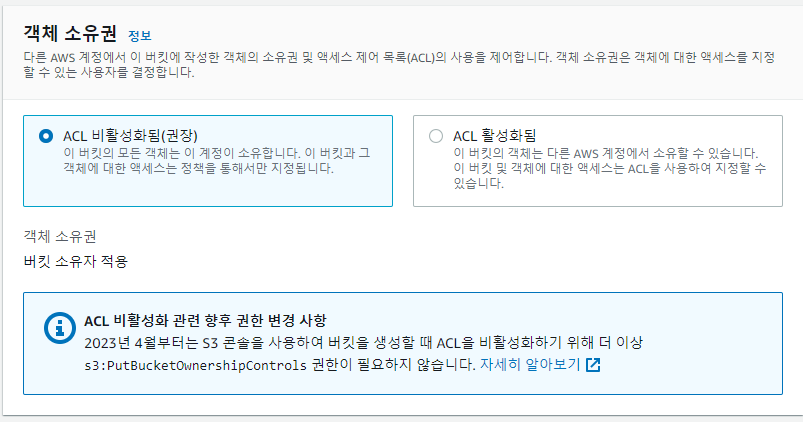 객체 소유권 정보
다른 AWS 계정에서 이 버킷에 작성한 객체의 소유권 및 액세스 제어 목록(ACL)의 사용을 제어합니다. 객체 소유권은 객체에 대한 액세스를 지정
할 수 있는 사용자를 결정합니다.
ACL 비활성화됨(권장)
이 버킷의 모든 객체는 이 계정이 소유합니다. 이 버킷과 그
객체에 대한 액세스는 정책을 통해서만 지정됩니다.
ACL 활성화됨
이 버킷의 객체는 다른 AWS 계정에서 소유할 수 있습니다.
이 버킷 및 객체에 대한 액세스는 ACL을 사용하여 지정할 수
있습니다.
객체 소유권
버킷 소유자 적용
ACL 비활성화 관련 향후 권한 변경 사항
2023년 4월부터는 S3 콘솔을 사용하여 버킷을 생성할 때 ACL을 비활성화하기 위해 더 이상
s3:PutBucketOwnershipControls 권한이 필요하지 않습니다. 자세히 알아보기